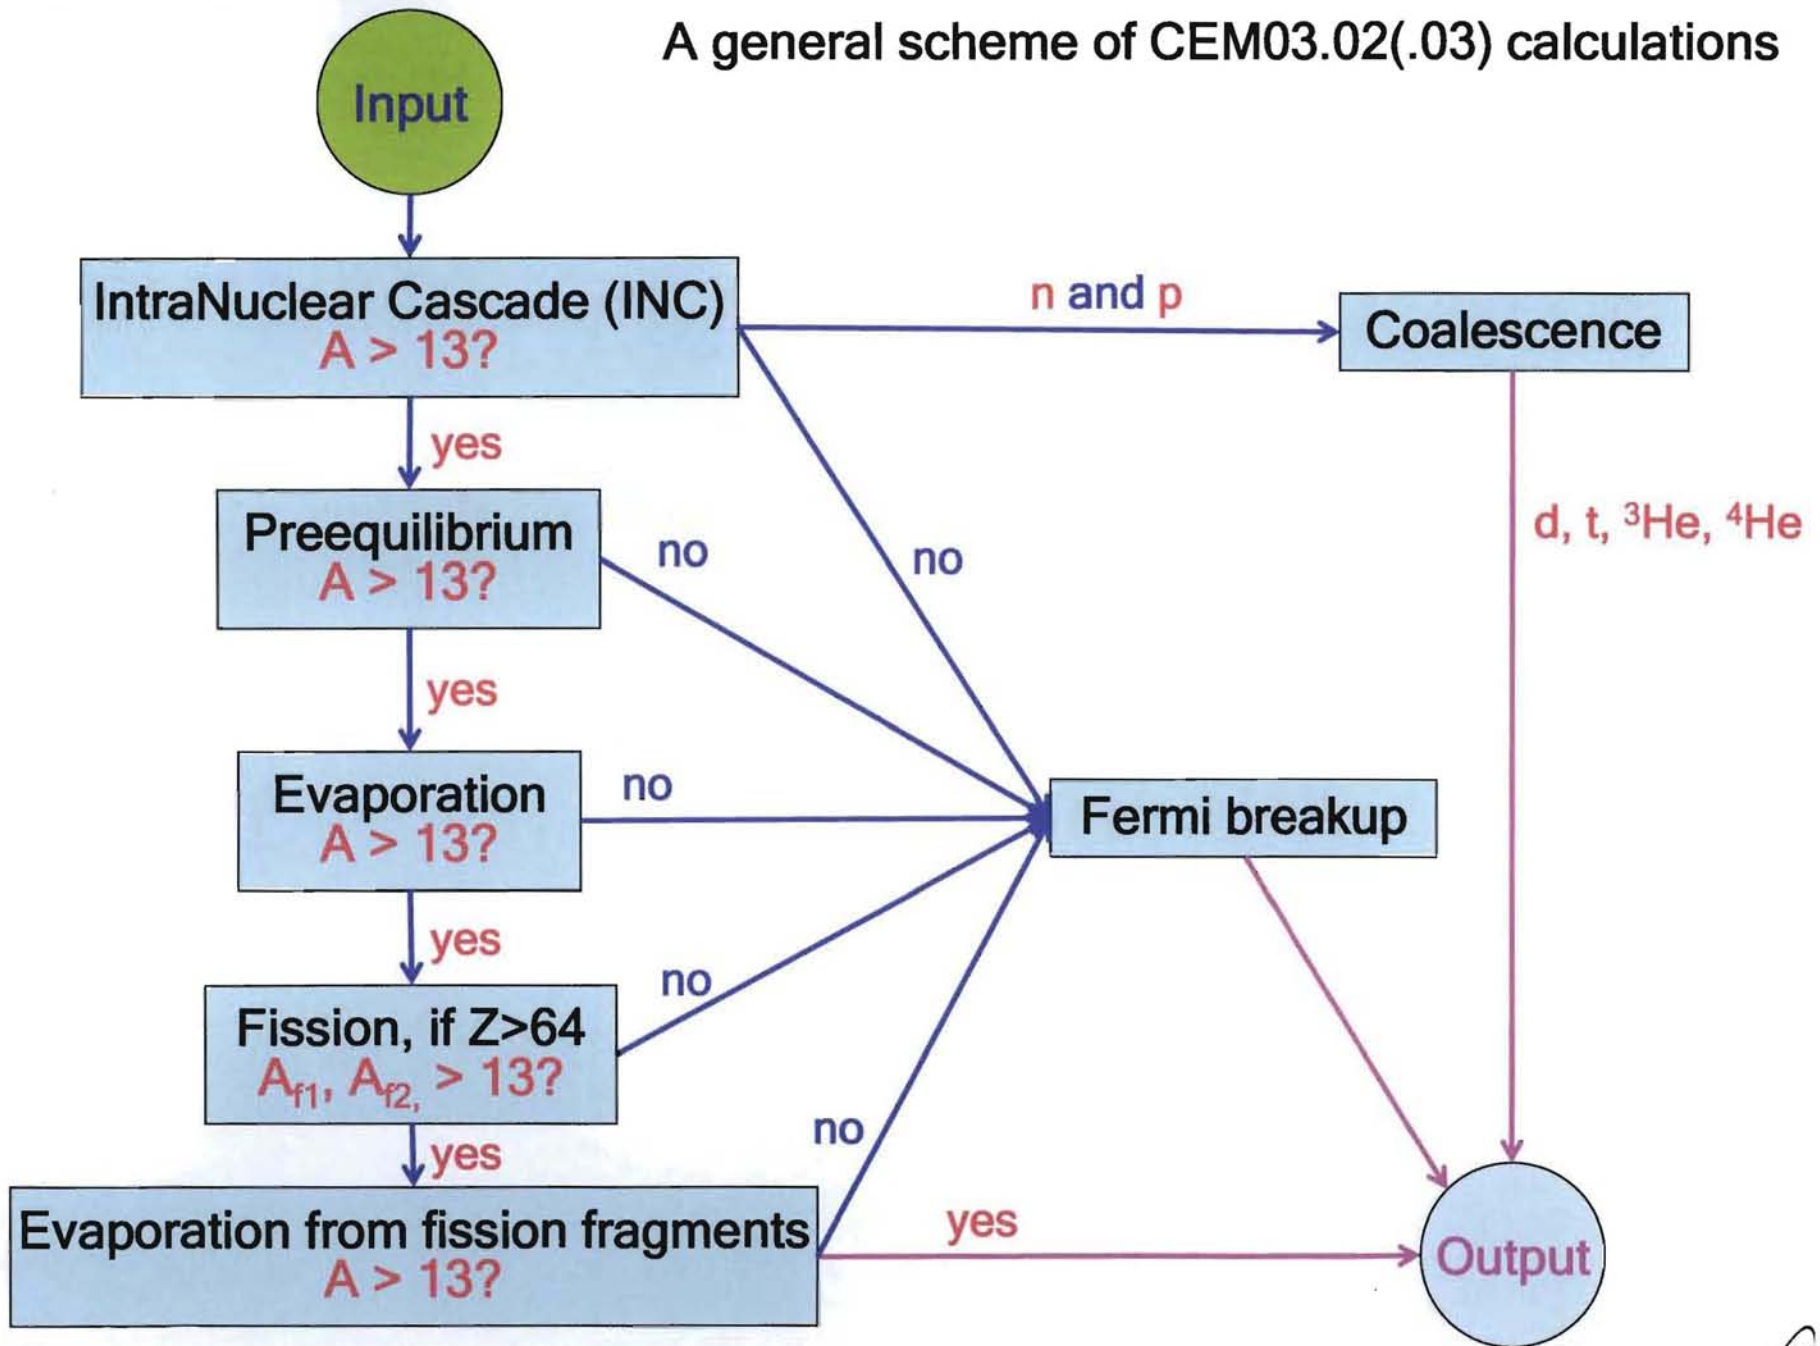 A general scheme of CEM03.02(.03) calculations
Input
IntraNuclear Cascade (INC)
A > 13?
n and p
Coalescence
yes
no
d, t, ³He, ⁴He
Preequilibrium
A > 13?
no
yes
Evaporation
A > 13?
no
Fermi breakup
yes
Fission, if Z>64
A_f1, A_f2, > 13?
no
yes
no
Evaporation from fission fragments
A > 13?
yes
Output